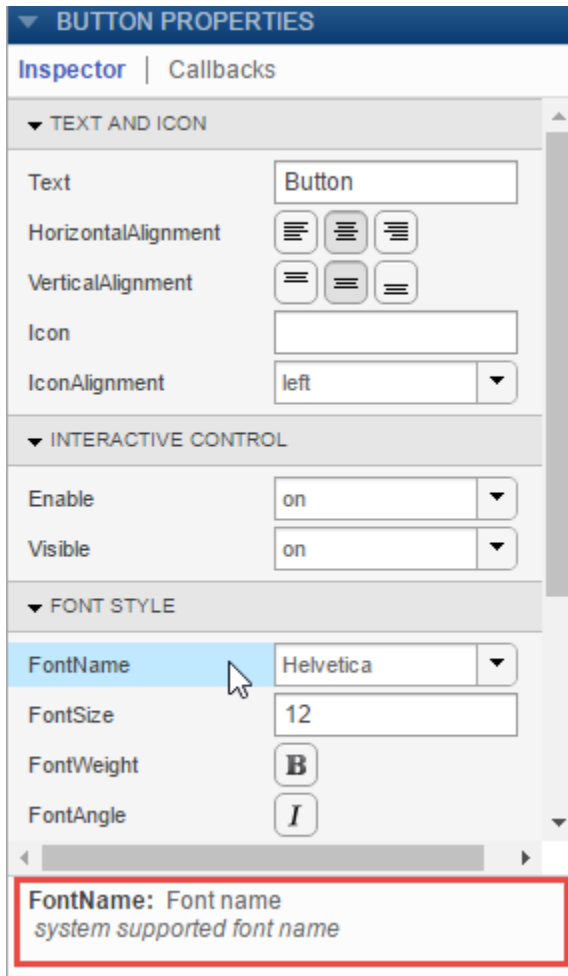 BUTTON PROPERTIES
Inspector | Callbacks
TEXT AND ICON
Text Button
HorizontalAlignment
VerticalAlignment
Icon
IconAlignment left
INTERACTIVE CONTROL
Enable on
Visible on
FONT STYLE
FontName Helvetica
FontSize 12
FontWeight B
FontAngle I
FontName: Font name
system supported font name